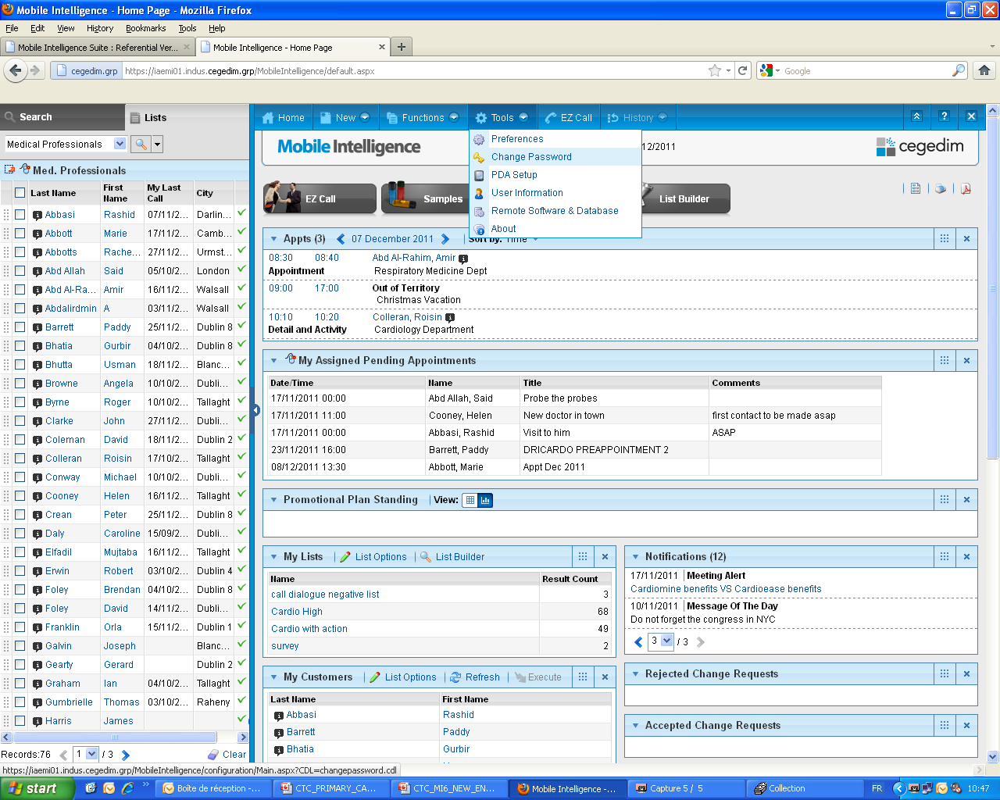 Mobile Intelligence - Home Page - Mozilla Firefox
File Edit View History Bookmarks Tools Help
Mobile Intelligence Suite : Referential Ver... Mobile Intelligence - Home Page
cegedim.grp https://iaemi01.indus.cegedim.grp/MobileIntelligence/default.aspx Google
Search Lists Home New Functions Tools EZ Call History
Medical Professionals
Med. Professionals
Last Name First Name My Last Call City
Abbasi Rashid 07/11/2... Darlin...
Abbott Marie 17/11/2... Camb...
Abbotts Rache... 27/11/2... Urmst...
Abd Allah Said 05/10/2... London
Abd Al-Ra... Amir 16/11/2... Walsall
Abdalirdmin A 03/11/2... Walsall
Barrett Paddy 25/11/2... Dublin 8
Bhatia Gurbir 04/10/2... Dublin 8
Bhutta Usman 18/11/2... Blanc...
Browne Angela 10/10/2... Dubli...
Byrne Roger 10/10/2... Tallaght
Clarke John 27/11/2... Dubli...
Coleman David 18/11/2... Dublin 2
Colleran Roisin 17/10/2... Tallaght
Conway Michael 10/10/2... Dubli...
Cooney Helen 16/11/2... Tallaght
Crean Peter 25/11/2... Dublin 8
Daly Caroline 15/09/2... Dubli...
Elfadil Mujtaba 16/11/2... Tallaght
Erwin Robert 03/10/2... Dublin 4
Foley Brendan 04/10/2... Dublin 8
Foley David 14/11/2... Dubli...
Franklin Orla 15/11/2... Dublin 1
Galvin Joseph Blanc...
Gearty Gerard Dublin 2
Graham Ian 04/10/2... Tallaght
Gumbrielle Thomas 03/10/2... Raheny
Harris James
Records:76 1 / 3 Clear
Mobile Intelligence 12/2011 cegedim
Preferences
Change Password
PDA Setup
User Information
Remote Software & Database
About
EZ Call Samples List Builder
Appts (3) 07 December 2011 Sort by: Time
08:30 08:40 Abd Al-Rahim, Amir
Appointment Respiratory Medicine Dept
09:00 17:00 Out of Territory
Christmas Vacation
10:10 10:20 Colleran, Roisin
Detail and Activity Cardiology Department
My Assigned Pending Appointments
Date/Time Name Title Comments
17/11/2011 00:00 Abd Allah, Said Probe the probes
17/11/2011 11:00 Cooney, Helen New doctor in town first contact to be made asap
17/11/2011 00:00 Abbasi, Rashid Visit to him ASAP
23/11/2011 16:00 Barrett, Paddy DRICARDO PREAPPOINTMENT 2
08/12/2011 13:30 Abbott, Marie Appt Dec 2011
Promotional Plan Standing View:
My Lists List Options List Builder
Name Result Count
call dialogue negative list 3
Cardio High 68
Cardio with action 49
survey 2
My Customers List Options Refresh Execute
Last Name First Name
Abbasi Rashid
Barrett Paddy
Bhatia Gurbir
Notifications (12)
17/11/2011 Meeting Alert
Cardiomine benefits VS Cardioease benefits
10/11/2011 Message Of The Day
Do not forget the congress in NYC
3 / 3
Rejected Change Requests
Accepted Change Requests
https://iaemi01.indus.cegedim.grp/MobileIntelligence/configuration/Main.aspx?CDL=changepassword.cdl
start Boîte de réception -... CTC_PRIMARY_CA... CTC_MI6_NEW_EN... Mobile Intelligence -... Capture 5 / 5 Collection FR 10:47